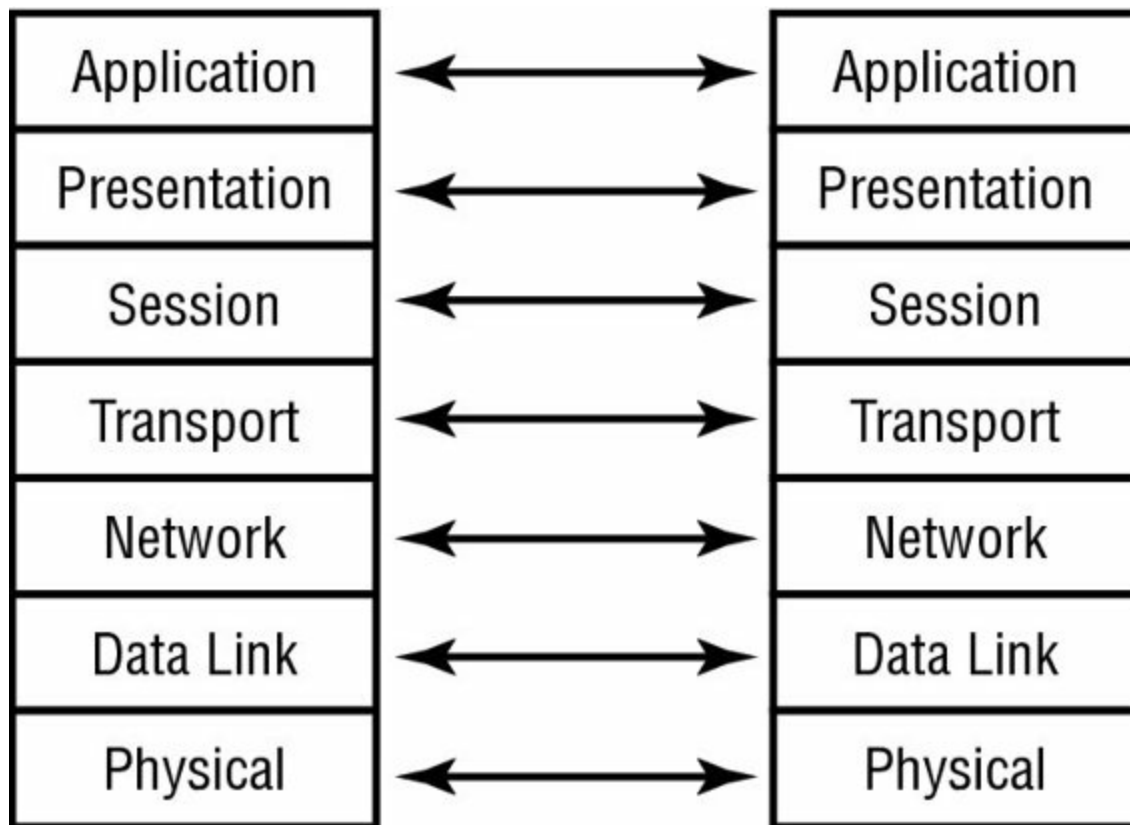 Application
Application
Presentation
Presentation
Session
Session
Transport
Transport
Network
Network
Data Link
Data Link
Physical
Physical